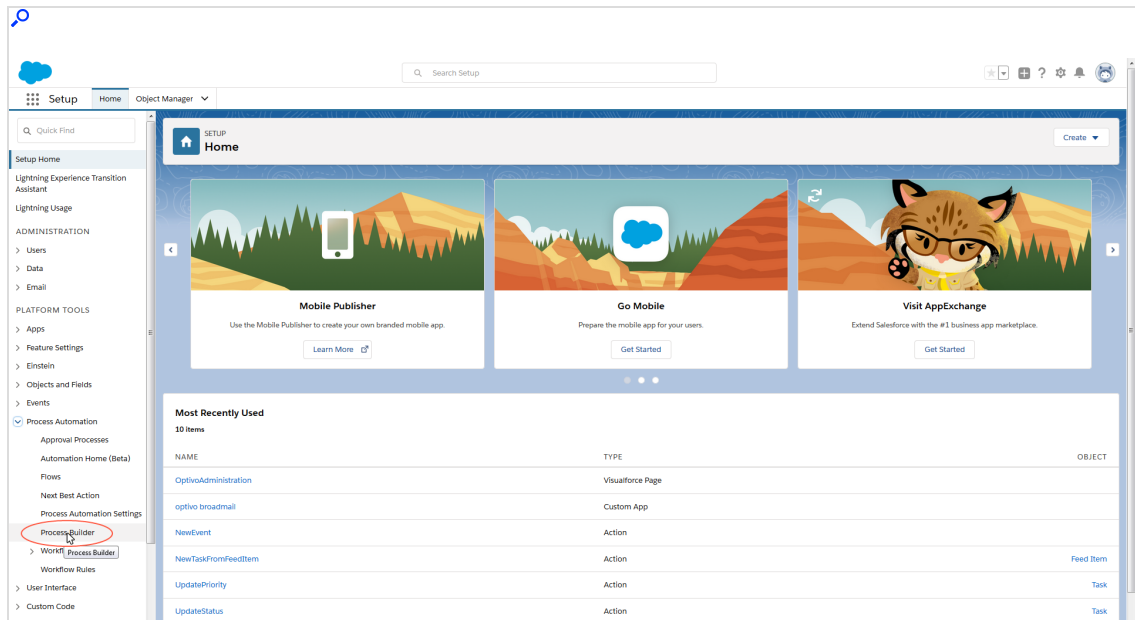 Search Setup
Setup
Home
Object Manager
Quick Find
Setup Home
Lightning Experience Transition
Assistant
Lightning Usage
ADMINISTRATION
Users
Data
Email
PLATFORM TOOLS
Apps
Feature Settings
Einstein
Objects and Fields
Events
Process Automation
Approval Processes
Automation Home (Beta)
Flows
Next Best Action
Process Automation Settings
Process Builder
Workfl
Process Builder
Workflow Rules
User Interface
Custom Code
SETUP
Home
Create
Mobile Publisher
Use the Mobile Publisher to create your own branded mobile app.
Learn More
Go Mobile
Prepare the mobile app for your users.
Get Started
Visit AppExchange
Extend Salesforce with the #1 business app marketplace.
Get Started
Most Recently Used
10 items
NAME TYPE OBJECT
OptivoAdministration Visualforce Page
optivo broadmail Custom App
NewEvent Action
NewTaskFromFeedItem Action Feed Item
UpdatePriority Action Task
UpdateStatus Action Task